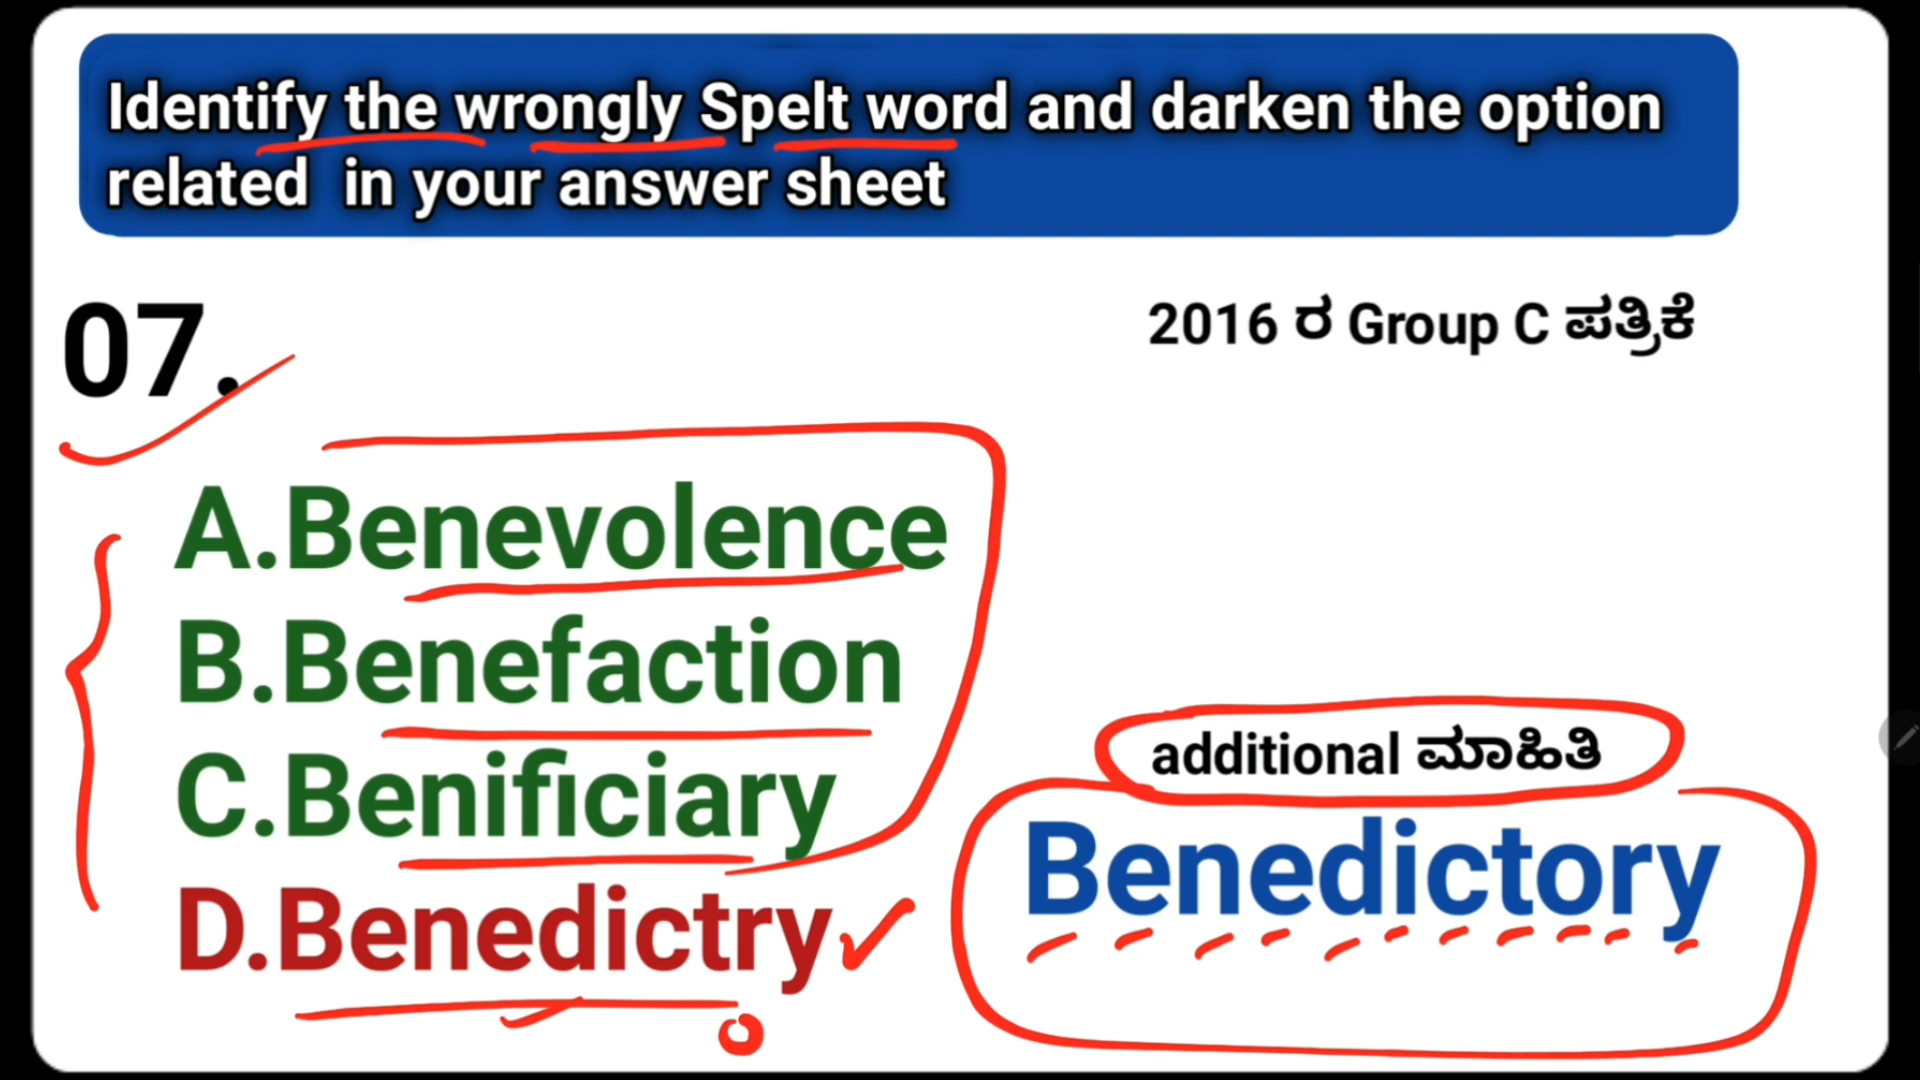 Identify the wrongly Spelt word and darken the option
related in your answer sheet
07.
2016 ರ Group C ಪತ್ರಿಕೆ
A.Benevolence
B.Benefaction
C.Benificiary
D.Benedictry
additional ಮಾಹಿತಿ
Benedictory